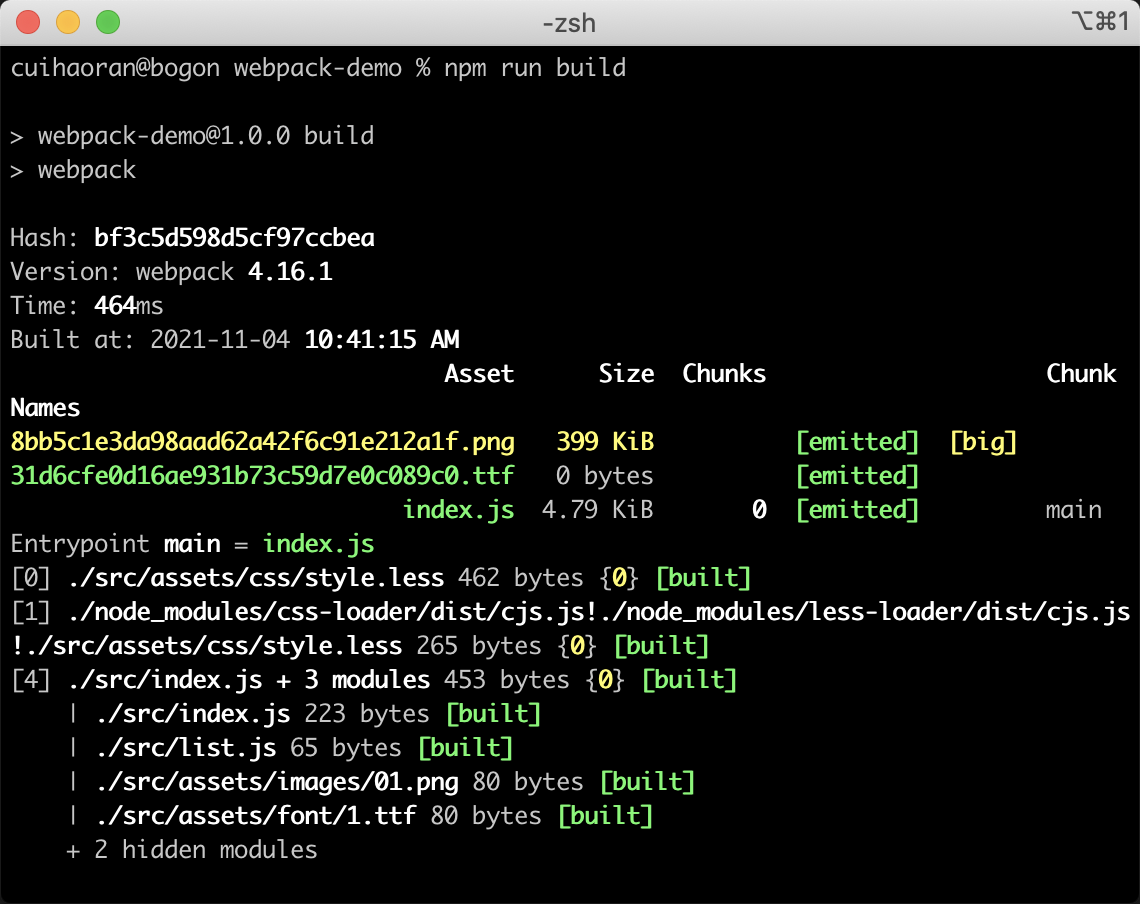 -zsh
⌥⌘1
cuihaoran@bogon webpack-demo % npm run build
> webpack-demo@1.0.0 build
> webpack
Hash: bf3c5d598d5cf97ccbea
Version: webpack 4.16.1
Time: 464ms
Built at: 2021-11-04 10:41:15 AM
Asset Size Chunks Chunk
Names
8bb5c1e3da98aad62a42f6c91e212a1f.png 399 KiB [emitted] [big]
31d6cfe0d16ae931b73c59d7e0c089c0.ttf 0 bytes [emitted]
index.js 4.79 KiB 0 [emitted] main
Entrypoint main = index.js
[0] ./src/assets/css/style.less 462 bytes {0} [built]
[1] ./node_modules/css-loader/dist/cjs.js!./node_modules/less-loader/dist/cjs.js
!./src/assets/css/style.less 265 bytes {0} [built]
[4] ./src/index.js + 3 modules 453 bytes {0} [built]
| ./src/index.js 223 bytes [built]
| ./src/list.js 65 bytes [built]
| ./src/assets/images/01.png 80 bytes [built]
| ./src/assets/font/1.ttf 80 bytes [built]
+ 2 hidden modules